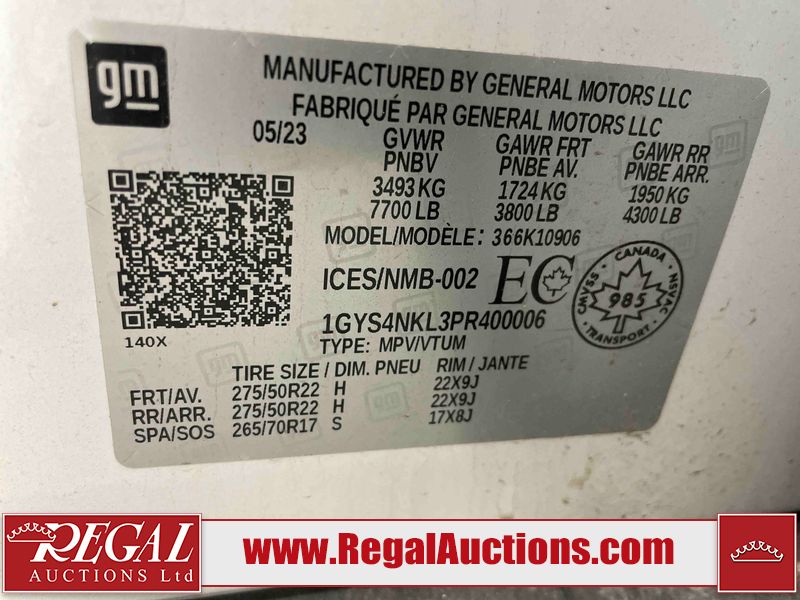 gm
MANUFACTURED BY GENERAL MOTORS LLC
FABRIQUÉ PAR GENERAL MOTORS LLC
05/23 GVWR GAWR FRT GAWR RR
PNBV PNBE AV. PNBE ARR.
3493 KG 1724 KG 1950 KG
7700 LB 3800 LB 4300 LB
MODEL/MODÈLE: 366K10906
ICES/NMB-002 EC
CANADA
CMVSS NSVAC
985
TRANSPORT
1GYS4NKL3PR400006
140X
TYPE: MPV/VTUM
TIRE SIZE / DIM. PNEU RIM / JANTE
FRT/AV. 275/50R22 H 22X9J
RR/ARR. 275/50R22 H 22X9J
SPA/SOS 265/70R17 S 17X8J
REGAL
AUCTIONS Ltd
www.RegalAuctions.com